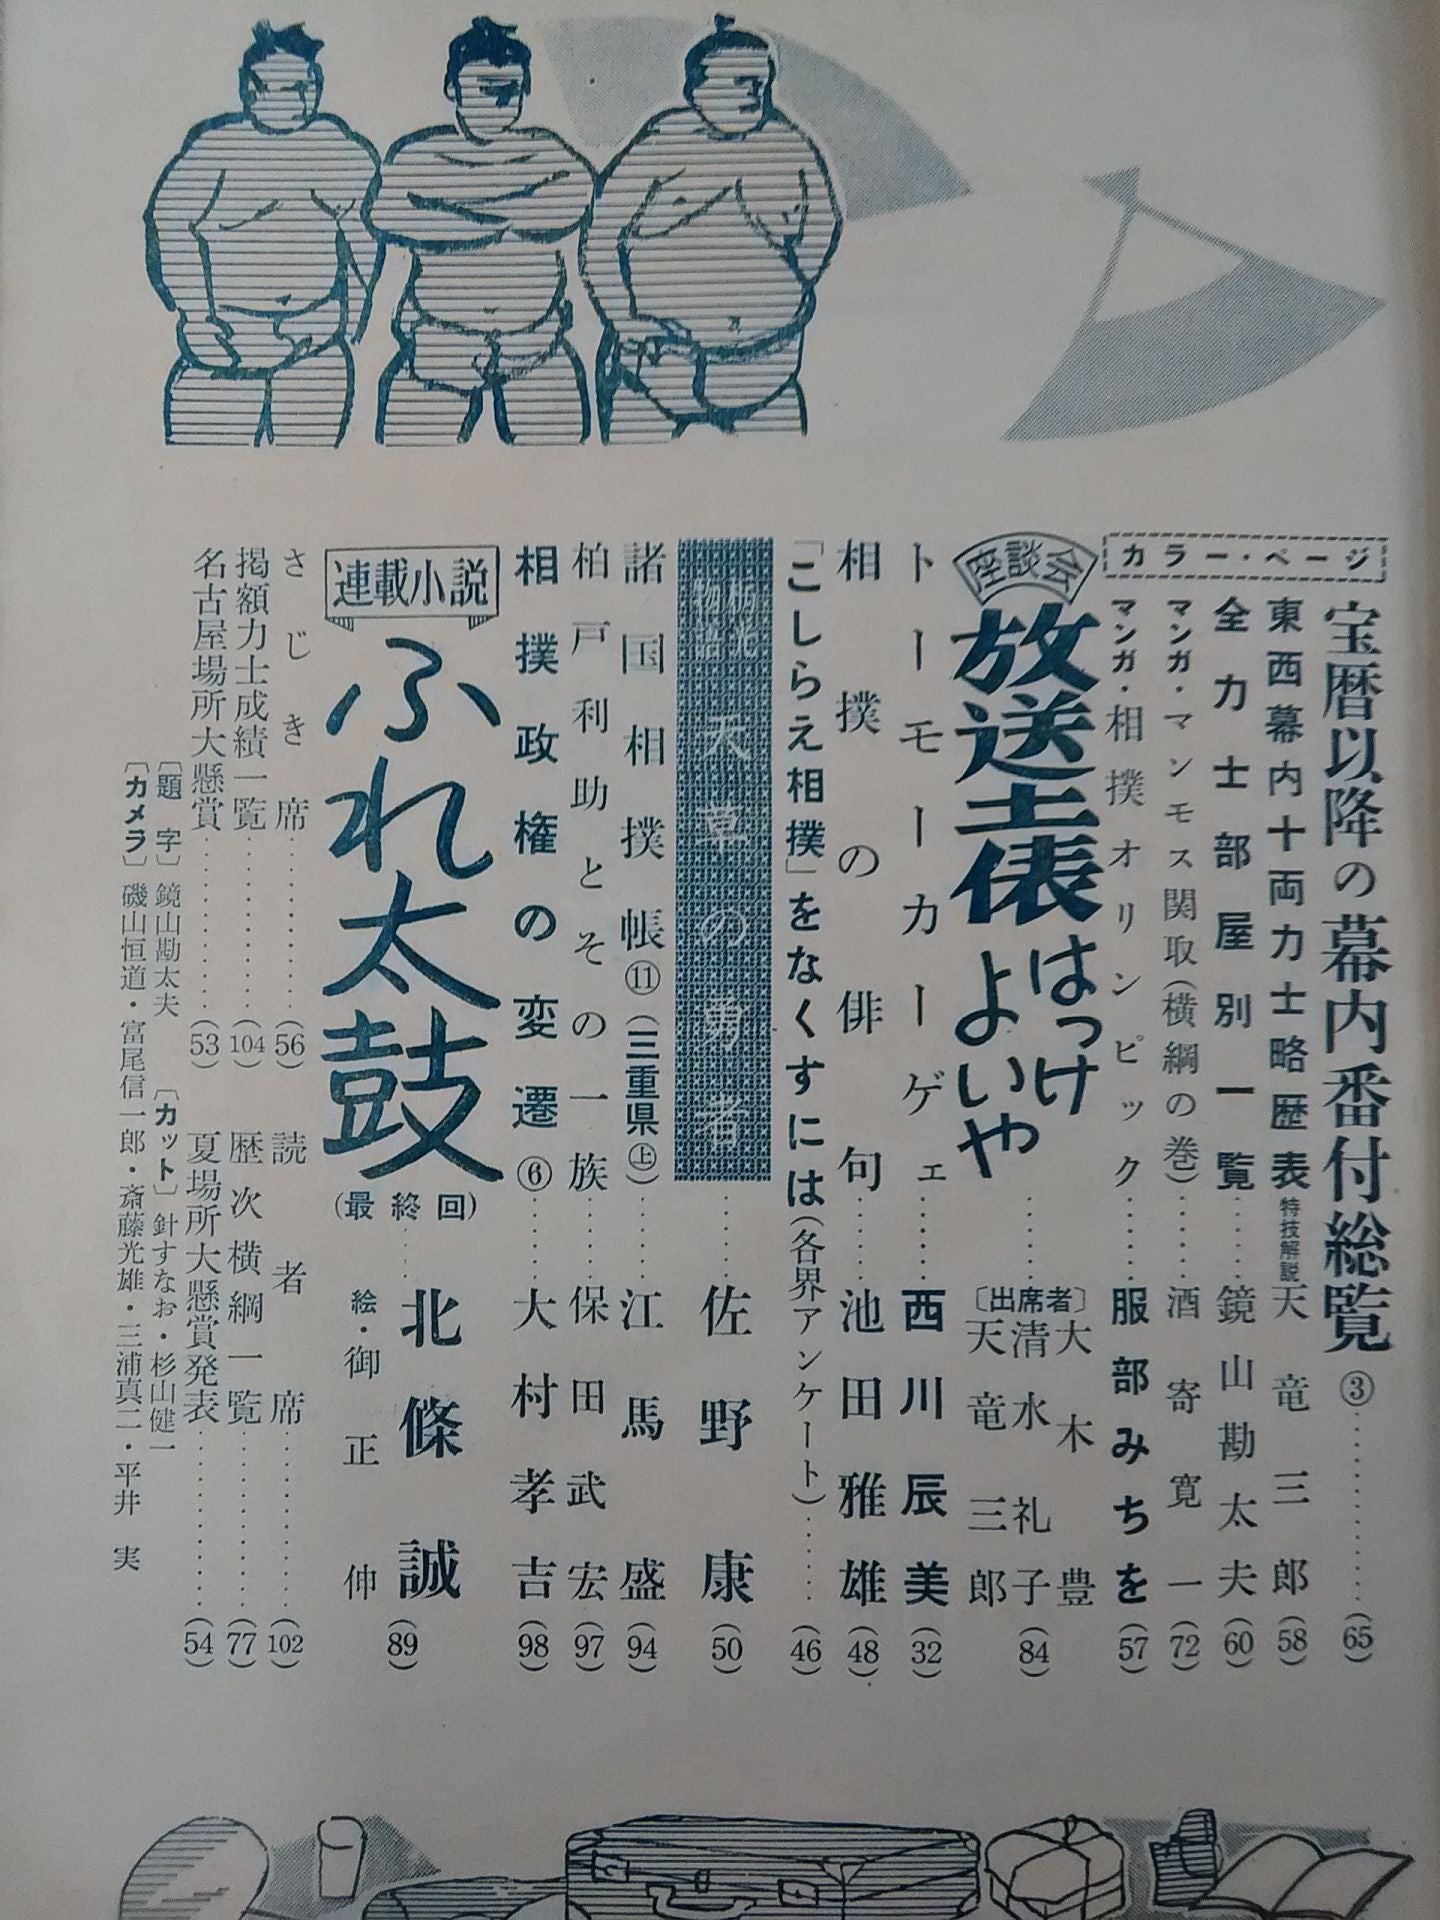 宝暦以降の幕内番付総覧③……(65)
カラー・ページ
東西幕内十両力士略歴表 特技解説 天竜三郎(58)
全力士部屋別一覧……鏡山勘太夫(60)
マンガ・マンモス関取(横綱の巻)……酒寄寛一(72)
マンガ・相撲オリンピック……服部みちを(57)
座談会
放送土俵はっけよいや……〔出席者〕大木豊 清水礼子 天竜三郎(84)
トーモーカーゲェ……西川辰美(32)
相撲の俳句……池田雅雄(48)
「こしらえ相撲」をなくすには(各界アンケート)……(46)
栃光物語 天草の勇者……佐野康(50)
諸国相撲帳⑪(三重県㊤)……江馬盛(94)
柏戸利助とその一族……保田武宏(97)
相撲政権の変遷⑥……大村孝吉(98)
連載小説
ふれ太鼓(最終回)……北條誠(89)
絵・御正伸
さじき席……(56)
読者席……(102)
掲額力士成績一覧……(104)
歴次横綱一覧……(77)
名古屋場所大懸賞……(53)
夏場所大懸賞発表……(54)
〔題字〕鏡山勘太夫 〔カット〕針すなお・杉山健一
〔カメラ〕磯山恒道・富尾信一郎・斎藤光雄・三浦真二・平井実